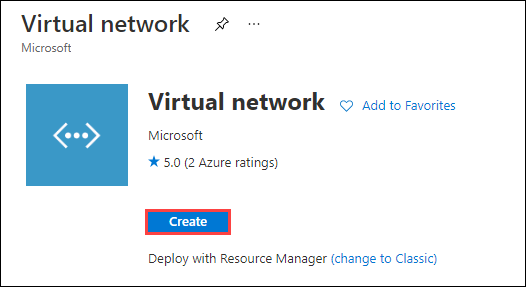 Virtual network ...
Microsoft
Virtual network
Add to Favorites
Microsoft
5.0 (2 Azure ratings)
Create
Deploy with Resource Manager (change to Classic)